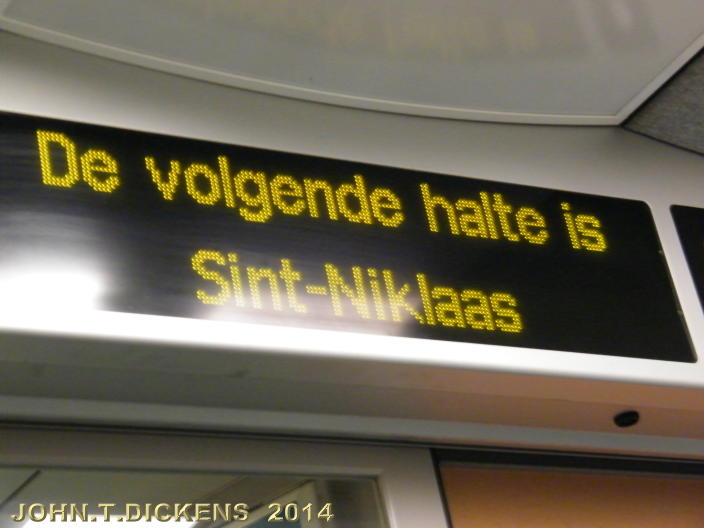 De volgende halte is
Sint-Niklaas
JOHN.T.DICKENS 2014